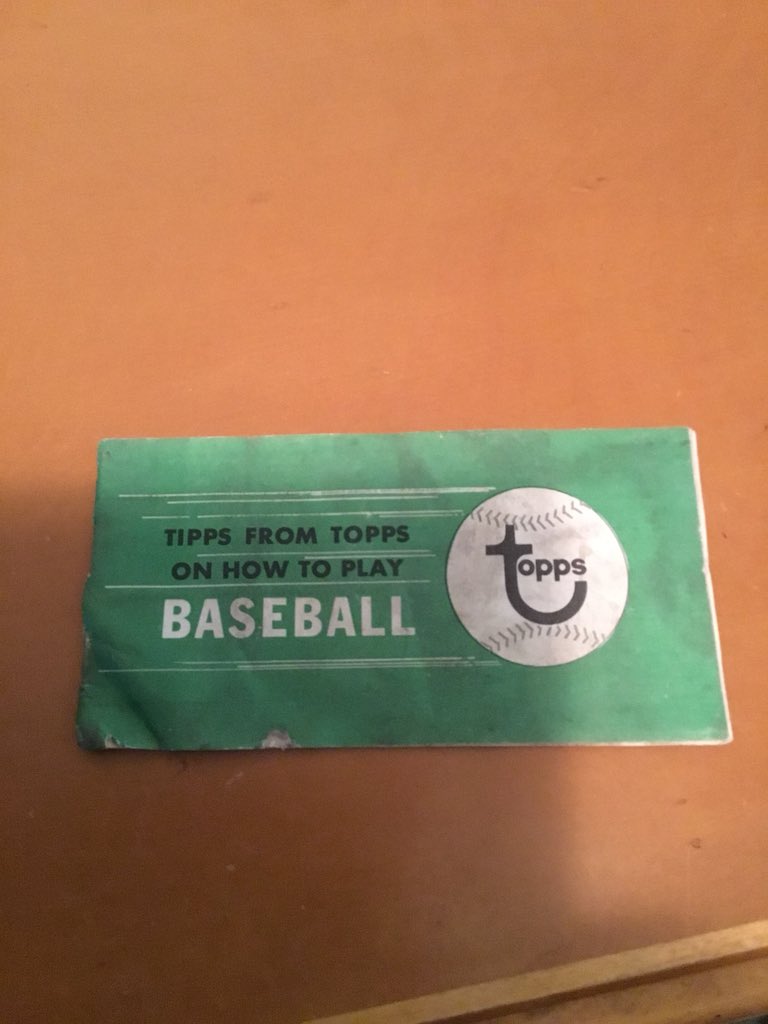 TIPPS FROM TOPPS
ON HOW TO PLAY
BASEBALL
topps